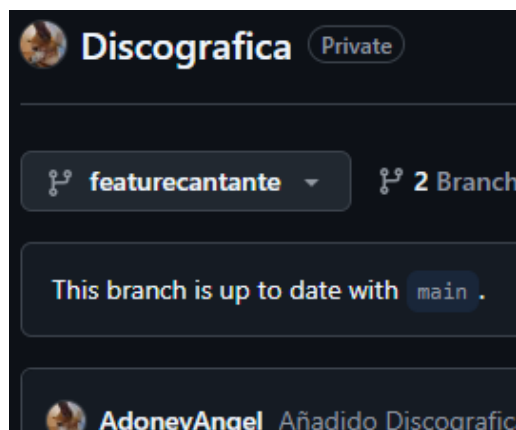 Discografica Private
featurecantante 2 Branch
This branch is up to date with main.
AdoneyAngel Añadido Discografic